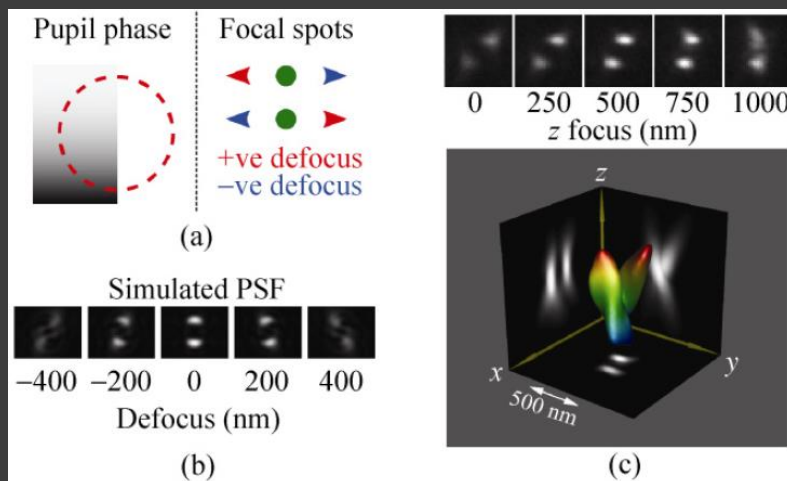 Pupil phase
Focal spots
+ve defocus
−ve defocus
(a)
Simulated PSF
−400 −200 0 200 400
Defocus (nm)
(b)
0 250 500 750 1000
z focus (nm)
z
x
y
500 nm
(c)